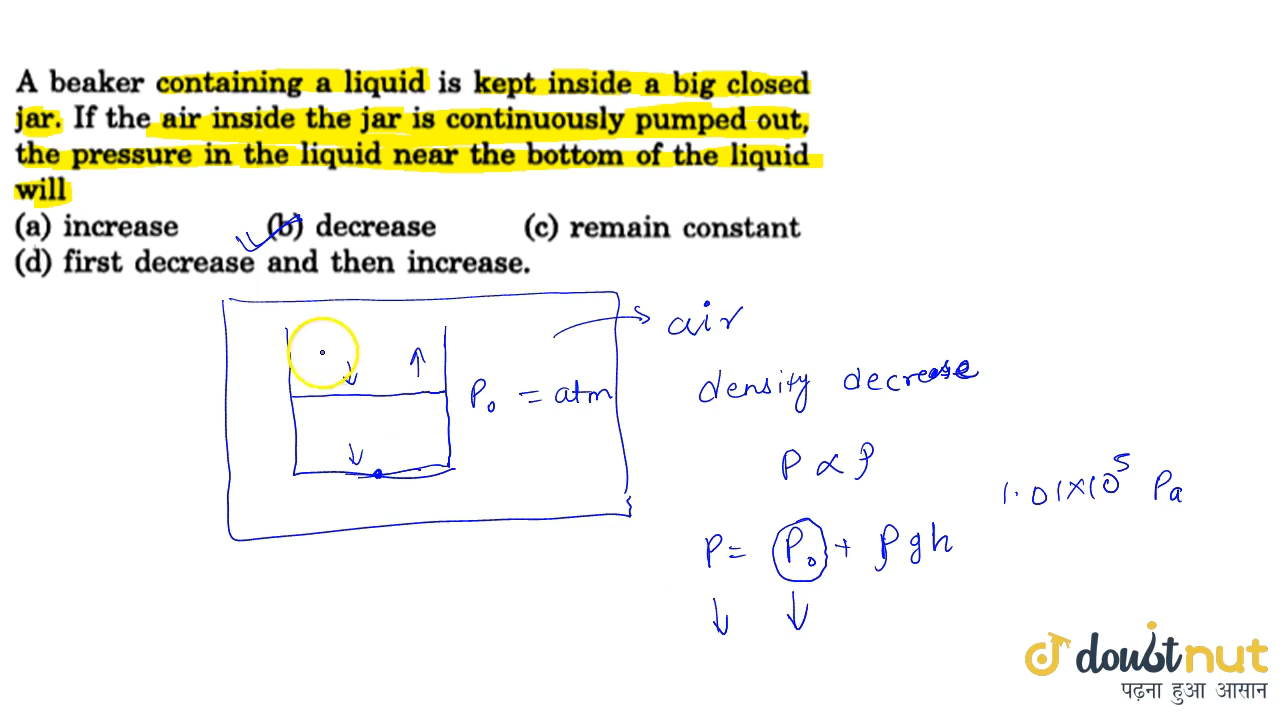 A beaker containing a liquid is kept inside a big closed
jar. If the air inside the jar is continuously pumped out,
the pressure in the liquid near the bottom of the liquid
will
(a) increase (b) decrease (c) remain constant
(d) first decrease and then increase.
air
P₀ = atm
density decrease
P ∝ ρ
1.01×10⁵ Pa
P = P₀ + ρgh
doubtnut
पढ़ना हुआ आसान